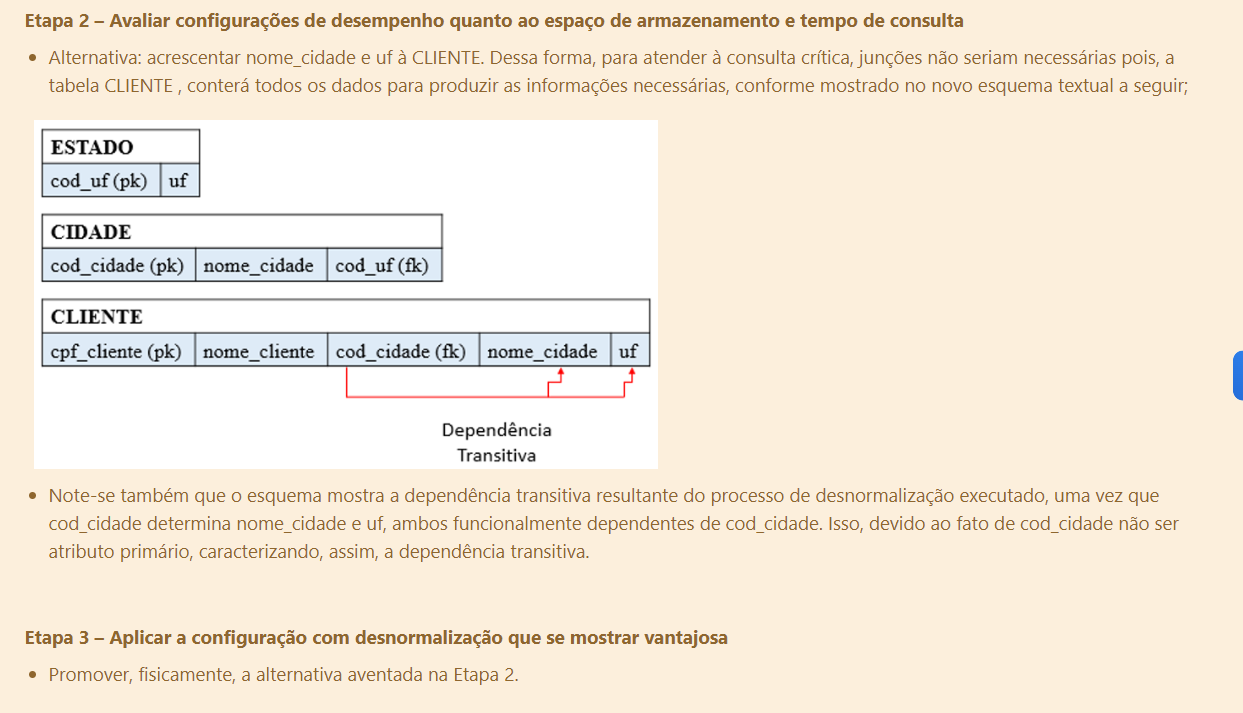 Etapa 2 – Avaliar configurações de desempenho quanto ao espaço de armazenamento e tempo de consulta
• Alternativa: acrescentar nome_cidade e uf à CLIENTE. Dessa forma, para atender à consulta crítica, junções não seriam necessárias pois, a
tabela CLIENTE , conterá todos os dados para produzir as informações necessárias, conforme mostrado no novo esquema textual a seguir;
ESTADO
cod_uf (pk) uf
CIDADE
cod_cidade (pk) nome_cidade cod_uf (fk)
CLIENTE
cpf_cliente (pk) nome_cliente cod_cidade (fk) nome_cidade uf
Dependência
Transitiva
• Note-se também que o esquema mostra a dependência transitiva resultante do processo de desnormalização executado, uma vez que
cod_cidade determina nome_cidade e uf, ambos funcionalmente dependentes de cod_cidade. Isso, devido ao fato de cod_cidade não ser
atributo primário, caracterizando, assim, a dependência transitiva.
Etapa 3 – Aplicar a configuração com desnormalização que se mostrar vantajosa
• Promover, fisicamente, a alternativa aventada na Etapa 2.